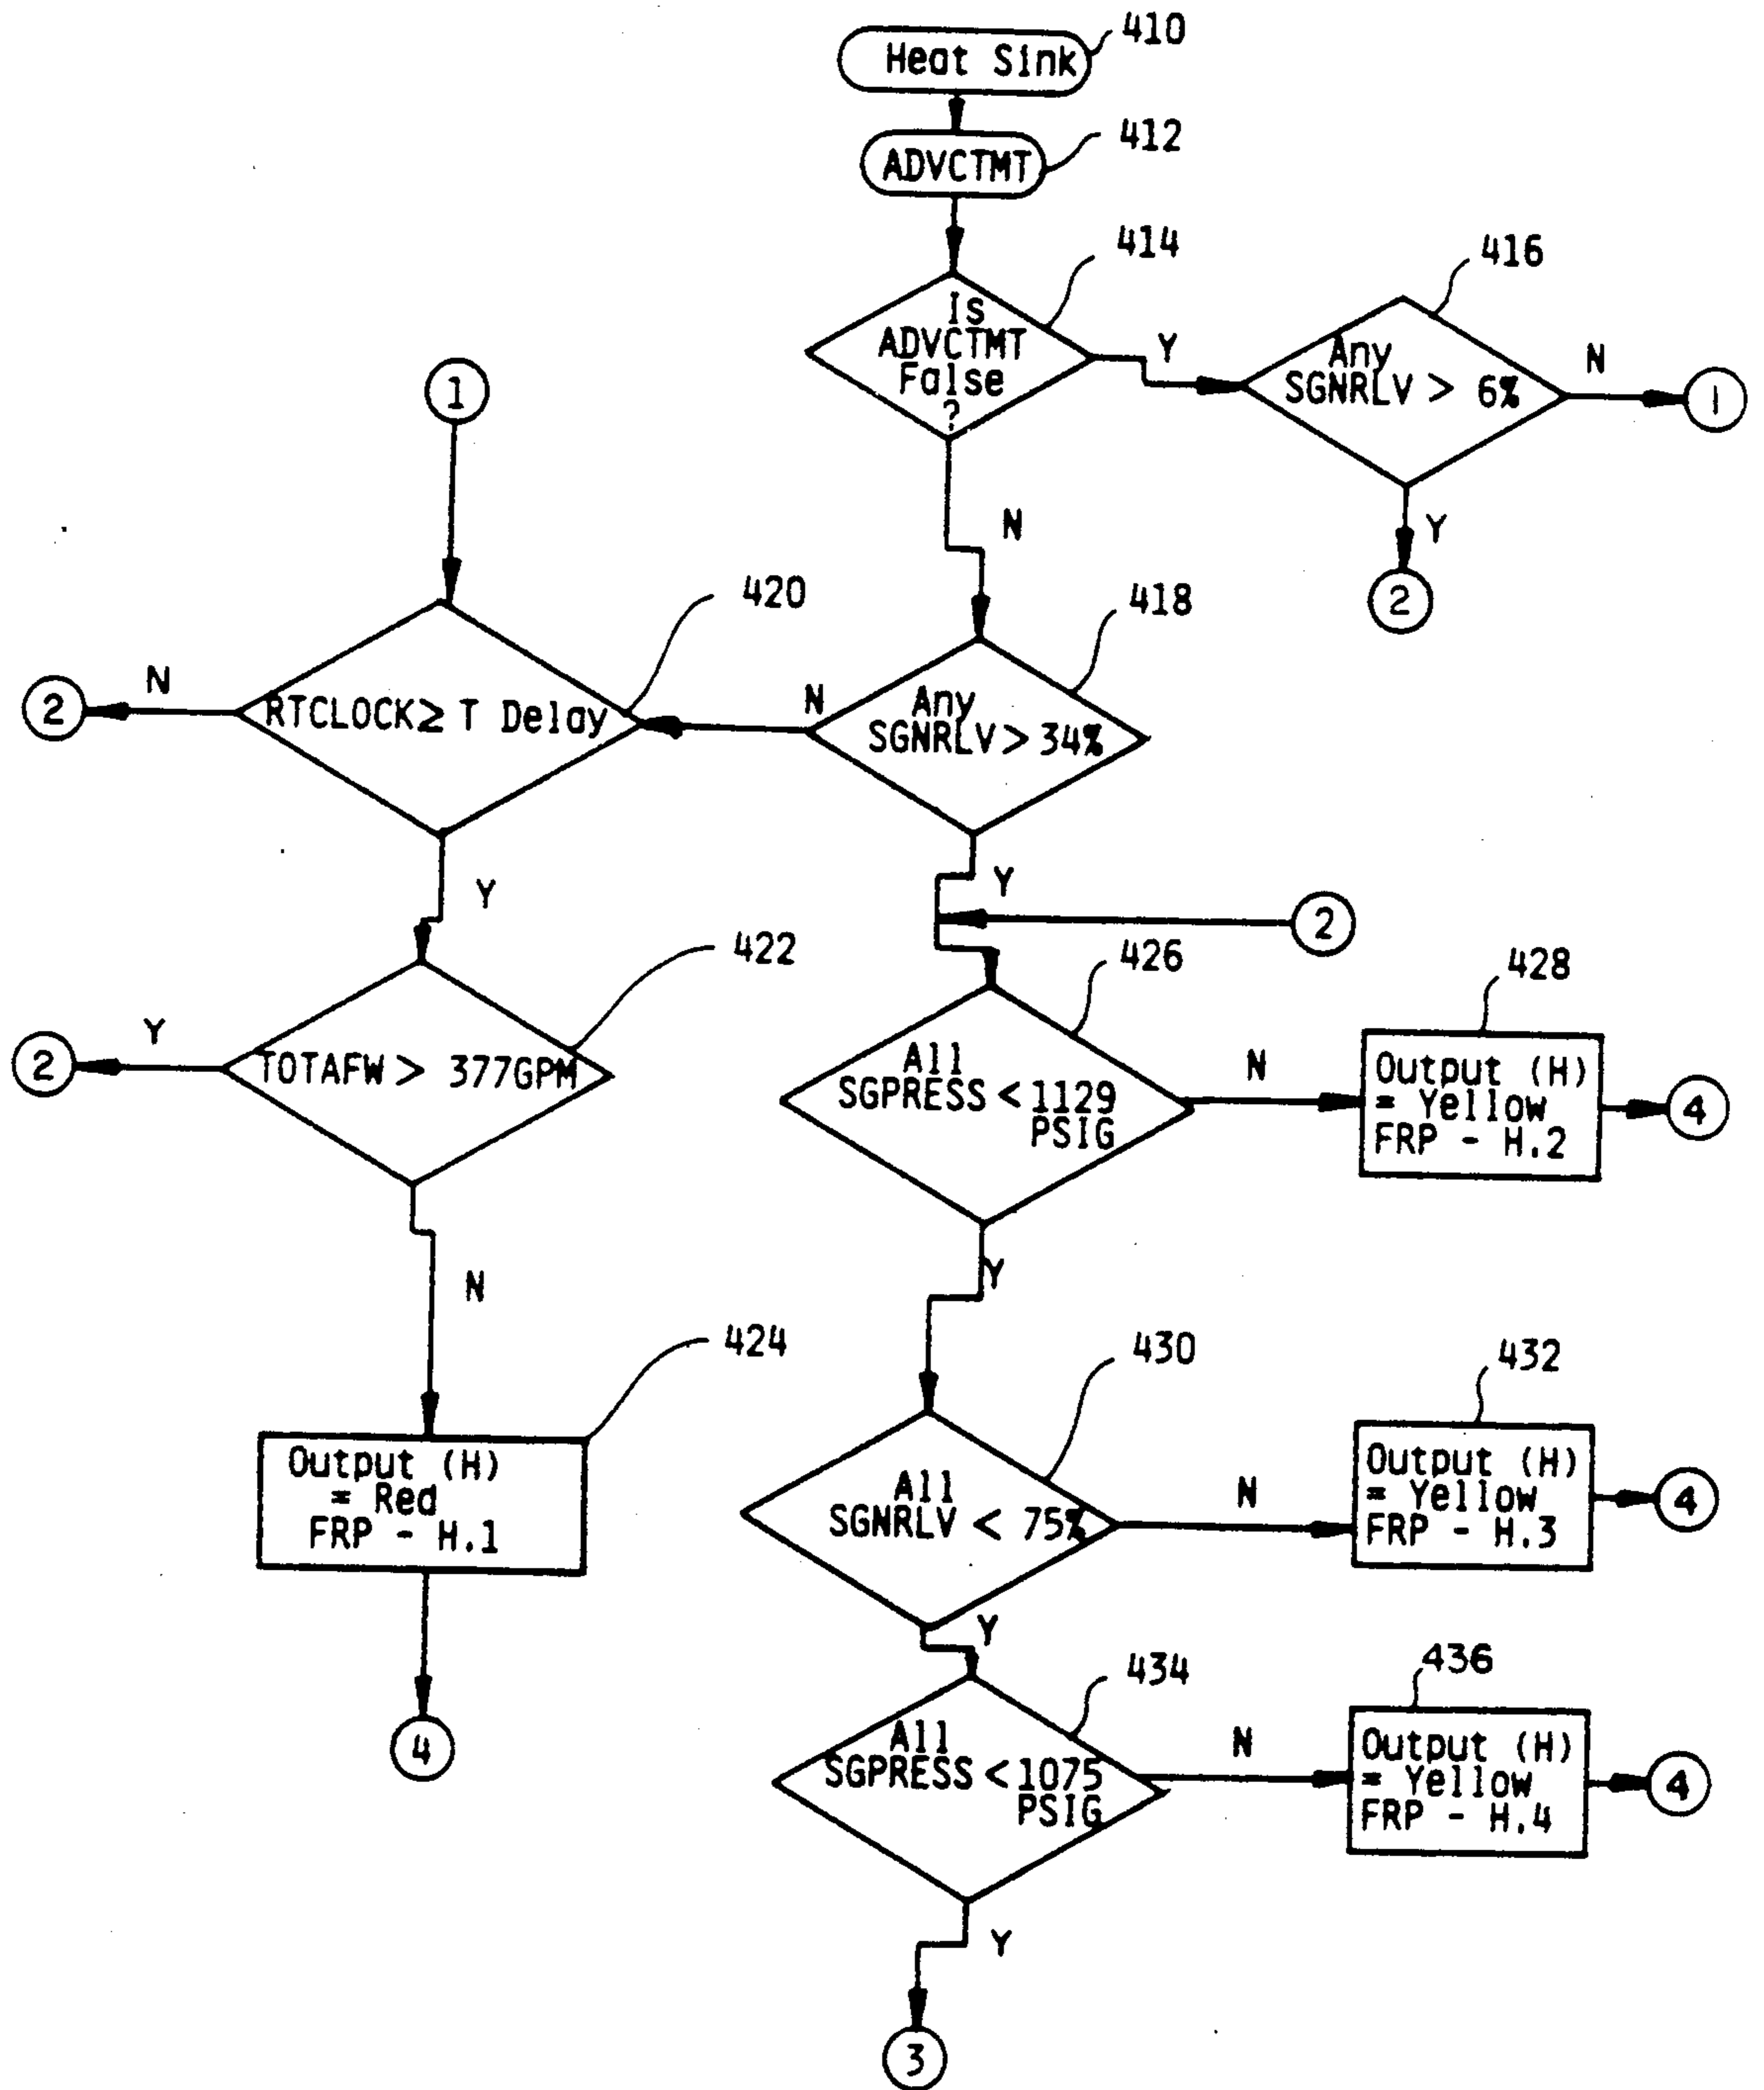 410
Heat Sink
412
ADVCTMT
414
Is
ADVCTMT
False
?
Y
416
Any
SGNRLV > 6%
N
1
Y
2
N
1
420
RTCLOCK ≥ T Delay
N
2
418
Any
SGNRLV > 34%
N
Y
2
Y
422
TOTAFW > 377GPM
Y
2
N
424
Output (H)
= Red
FRP - H.1
4
426
All
SGPRESS < 1129
PSIG
N
428
Output (H)
= Yellow
FRP - H.2
4
Y
430
All
SGNRLV < 75%
N
432
Output (H)
= Yellow
FRP - H.3
4
Y
434
All
SGPRESS < 1075
PSIG
N
436
Output (H)
= Yellow
FRP - H.4
4
Y
3